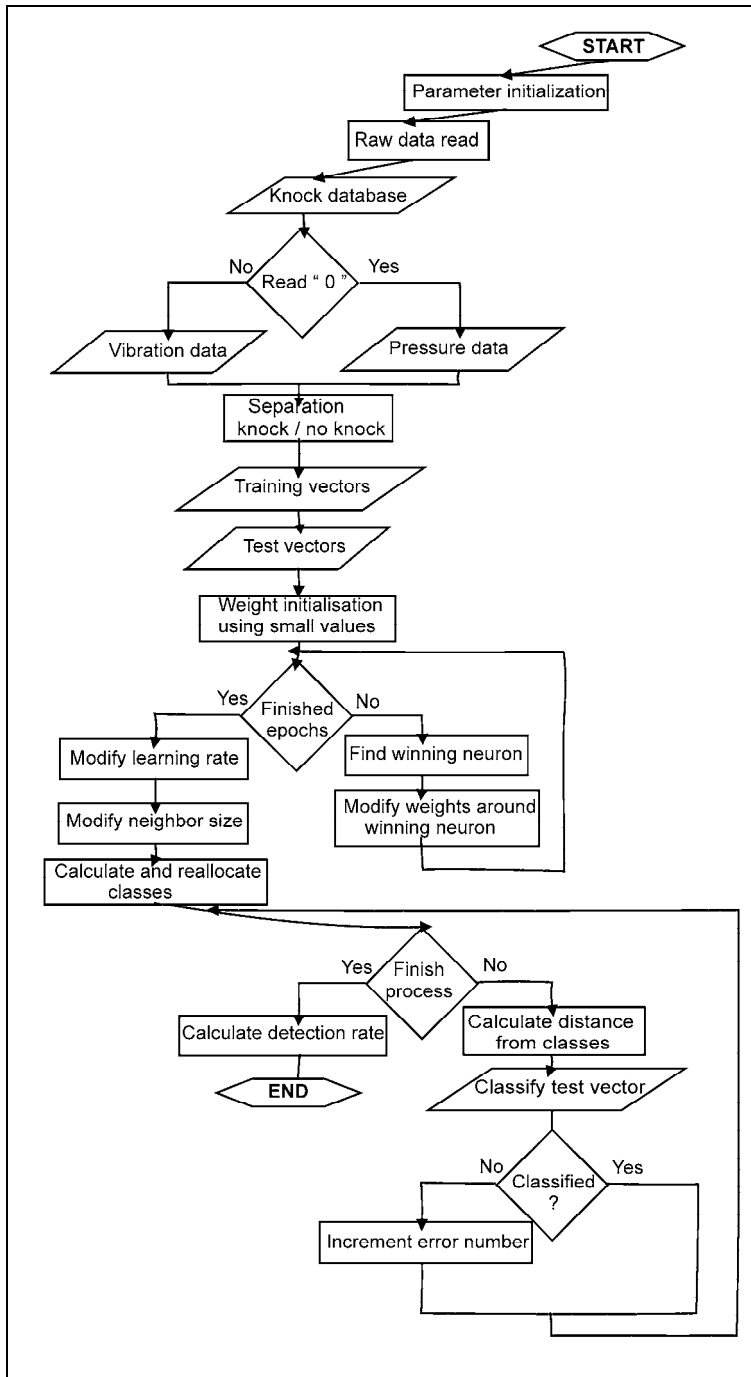 START
Parameter initialization
Raw data read
Knock database
No
Yes
Read “ 0 ”
Vibration data
Pressure data
Separation
knock / no knock
Training vectors
Test vectors
Weight initialisation
using small values
Yes
No
Finished
epochs
Modify learning rate
Find winning neuron
Modify neighbor size
Modify weights around
winning neuron
Calculate and reallocate
classes
Yes
No
Finish
process
Calculate detection rate
Calculate distance
from classes
END
Classify test vector
No
Yes
Classified
?
Increment error number